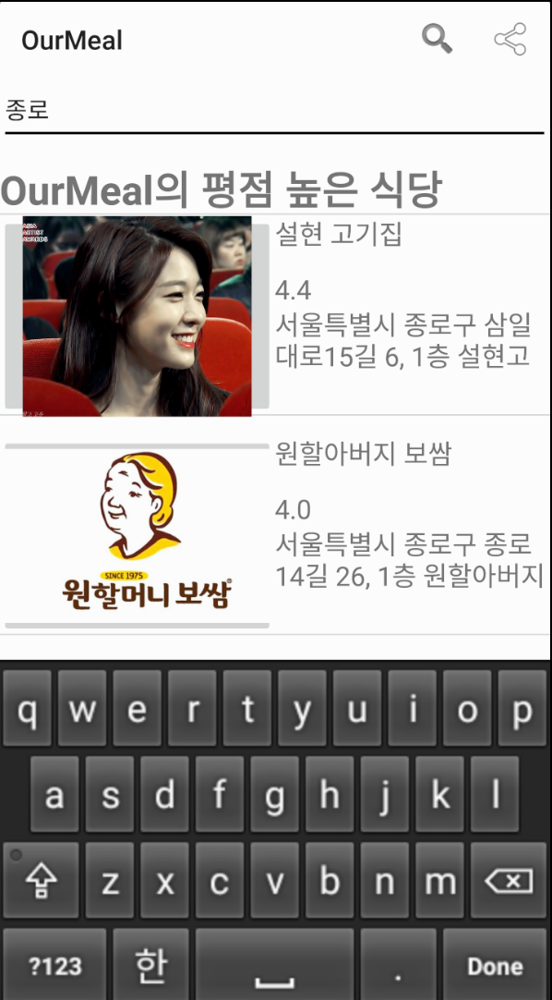 OurMeal
종로
OurMeal의 평점 높은 식당
ASIA
ARTIST
AWARDS
설현 고기집
4.4
서울특별시 종로구 삼일
대로15길 6, 1층 설현고
원할아버지 보쌈
4.0
서울특별시 종로구 종로
14길 26, 1층 원할아버지
SINCE 1975
원할머니 보쌈
q w e r t y u i o p
a s d f g h j k l
z x c v b n m
?123 한 . Done